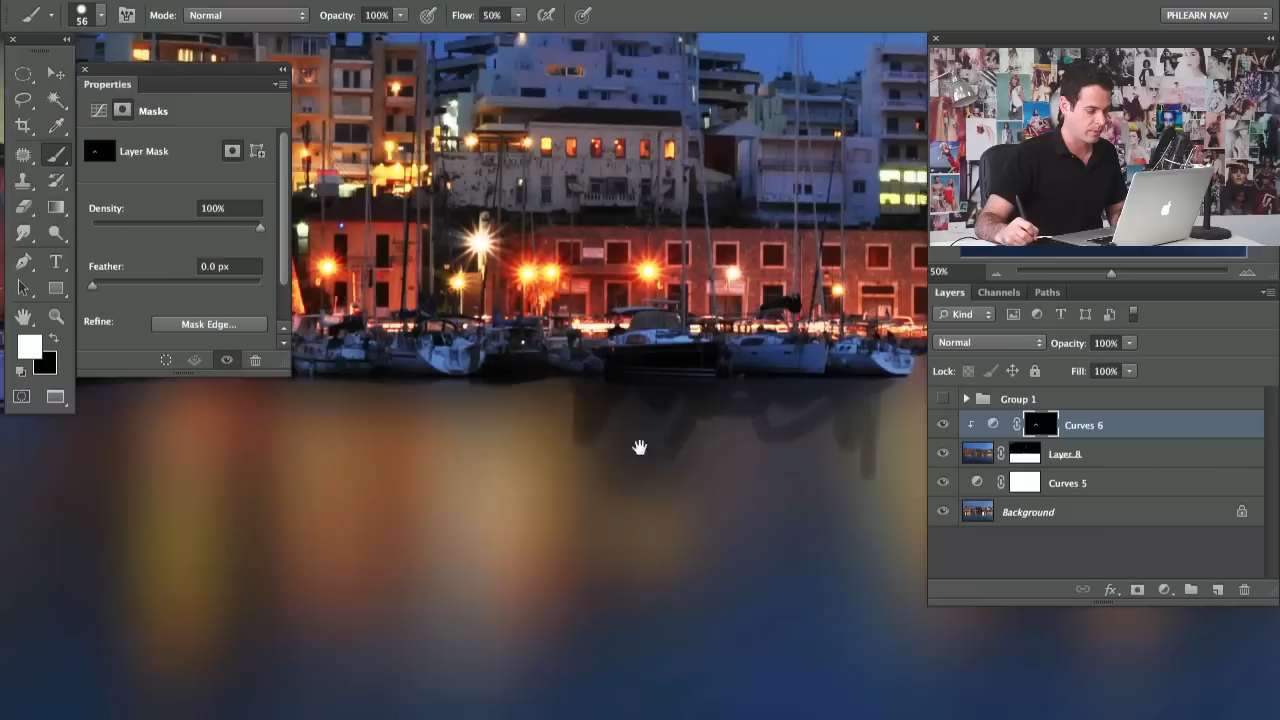 56
Mode: Normal
Opacity: 100%
Flow: 50%
PHLEARN NAV
Properties
Masks
Layer Mask
Density: 100%
Feather: 0.0 px
Refine: Mask Edge...
50%
Layers Channels Paths
Kind
Normal Opacity: 100%
Lock: Fill: 100%
Group 1
Curves 6
Layer 8
Curves 5
Background